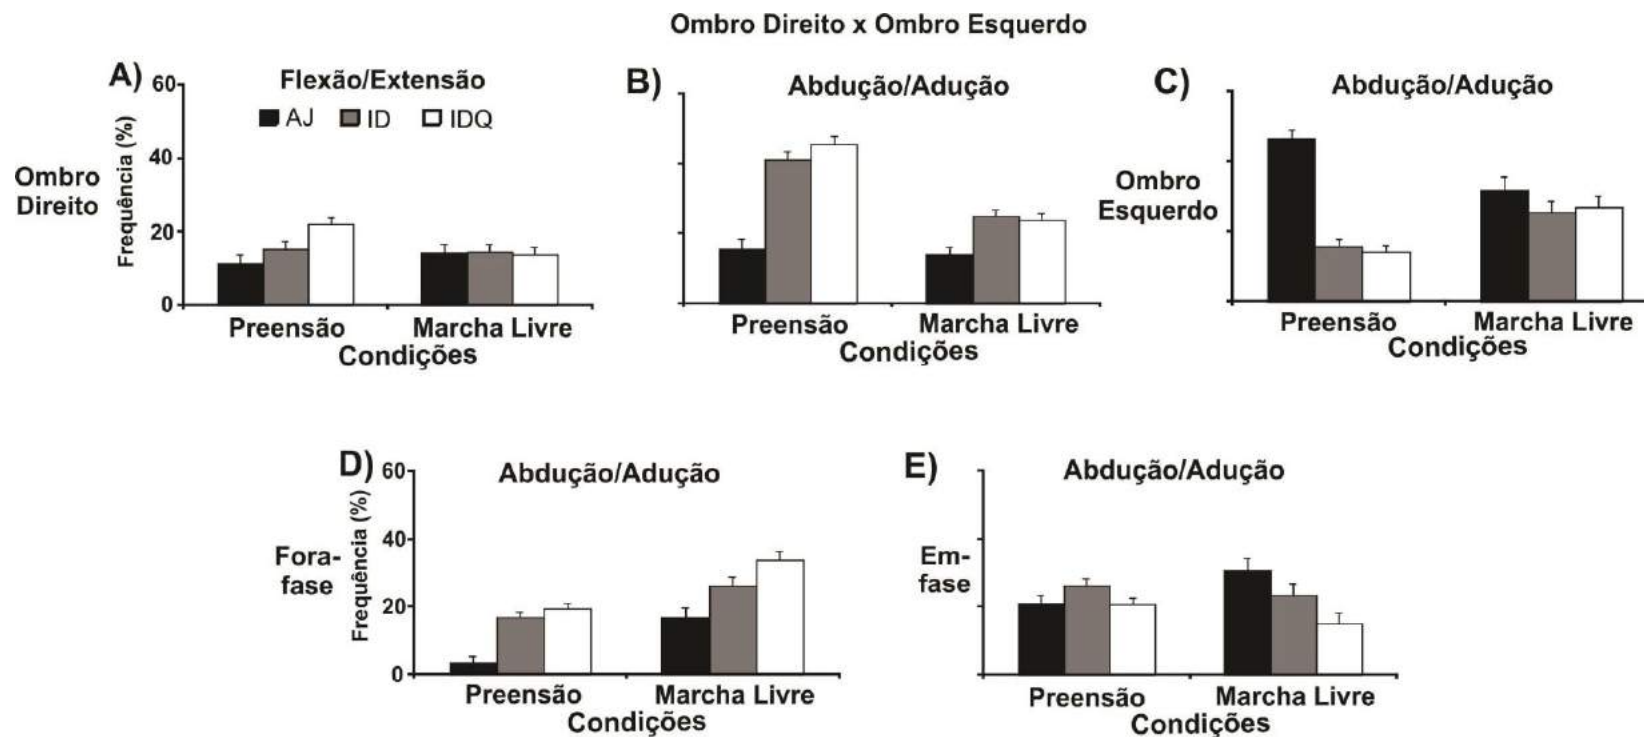 Ombro Direito x Ombro Esquerdo
A)
Flexão/Extensão
AJ ID IDQ
Ombro
Direito
Frequência (%)
60
40
20
0
Preensão Marcha Livre
Condições
B)
Abdução/Adução
Preensão Marcha Livre
Condições
C)
Abdução/Adução
Ombro
Esquerdo
Preensão Marcha Livre
Condições
D)
Abdução/Adução
Fora-
fase
Frequência (%)
60
40
20
0
Preensão Marcha Livre
Condições
E)
Abdução/Adução
Em-
fase
Preensão Marcha Livre
Condições